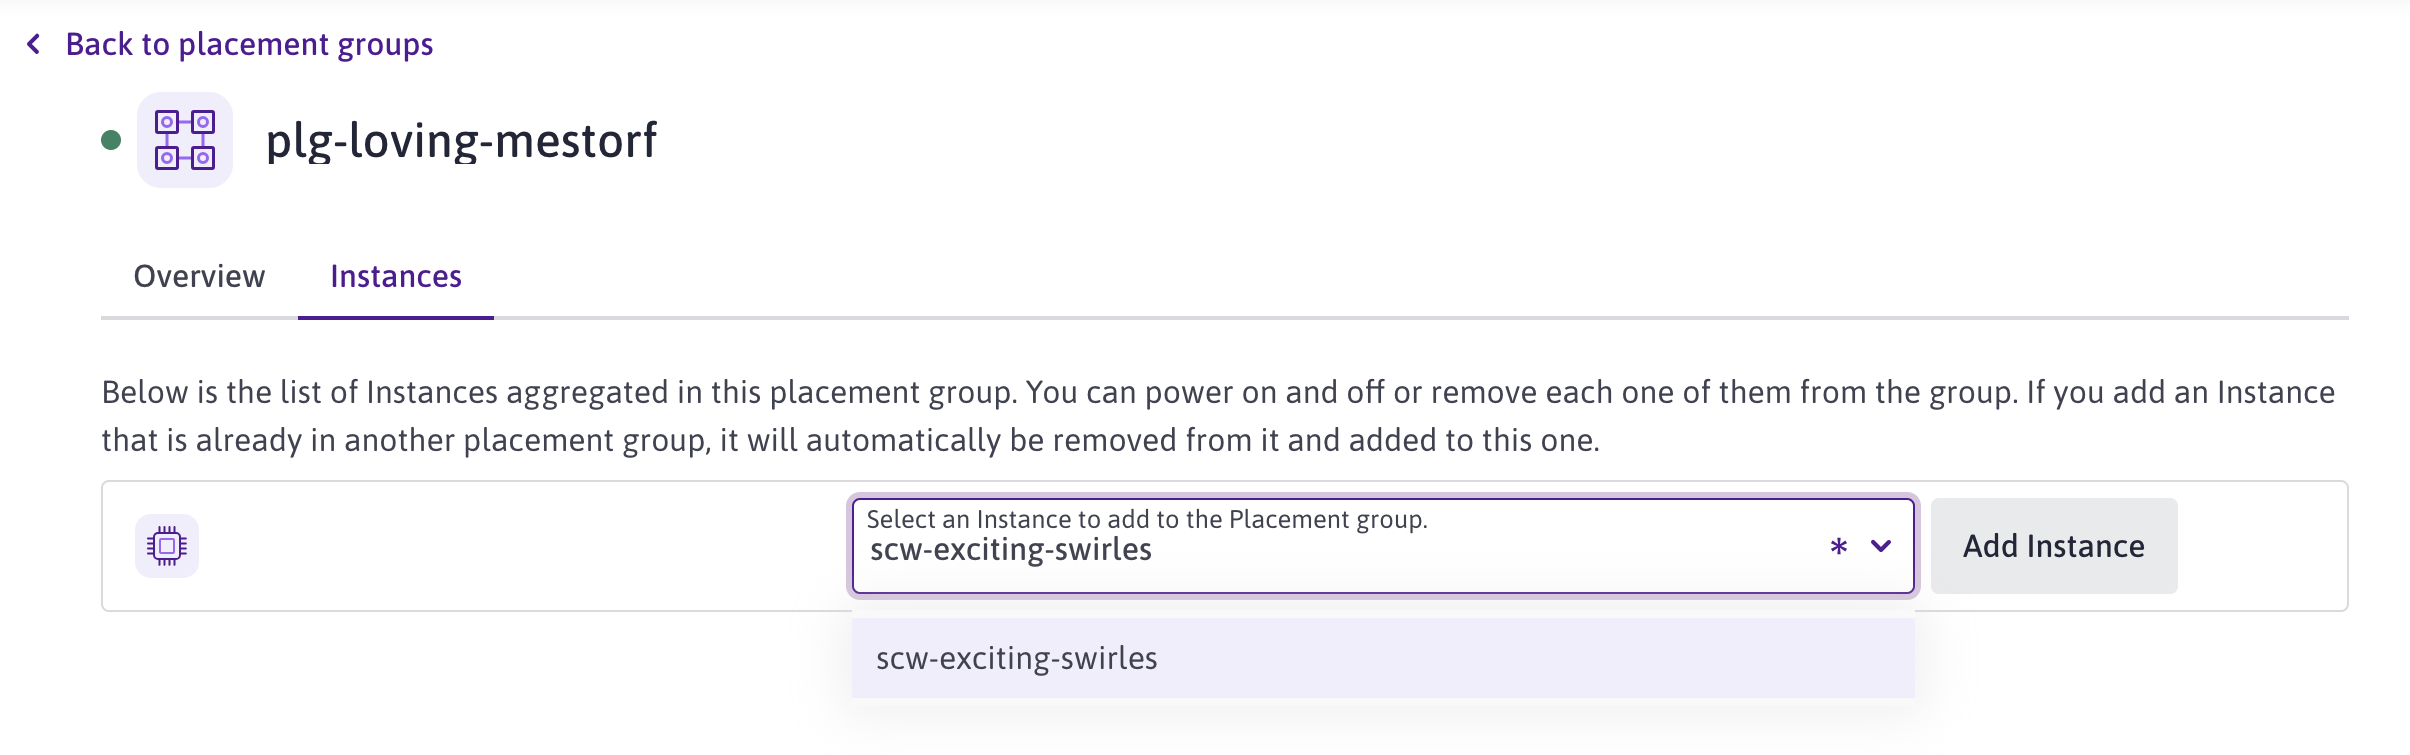 Back to placement groups
plg-loving-mestorf
Overview Instances
Below is the list of Instances aggregated in this placement group. You can power on and off or remove each one of them from the group. If you add an Instance
that is already in another placement group, it will automatically be removed from it and added to this one.
Select an Instance to add to the Placement group.
scw-exciting-swirles * Add Instance
scw-exciting-swirles